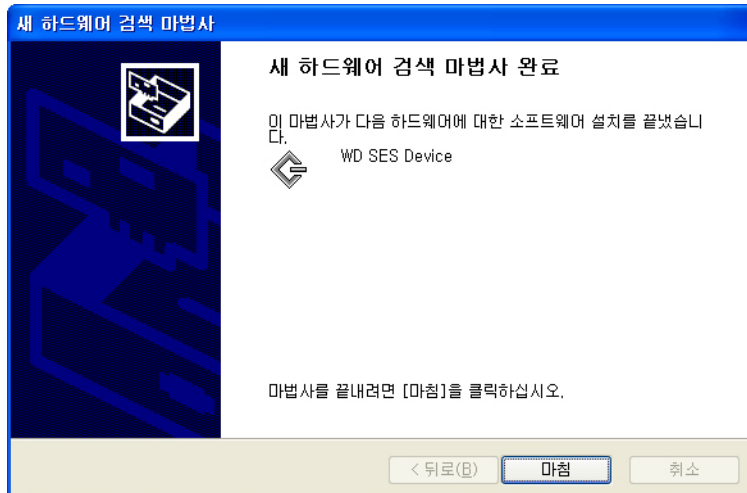 새 하드웨어 검색 마법사
새 하드웨어 검색 마법사 완료
이 마법사가 다음 하드웨어에 대한 소프트웨어 설치를 끝냈습니
다.
WD SES Device
마법사를 끝내려면 [마침]을 클릭하십시오.
< 뒤로(B) 마침 취소